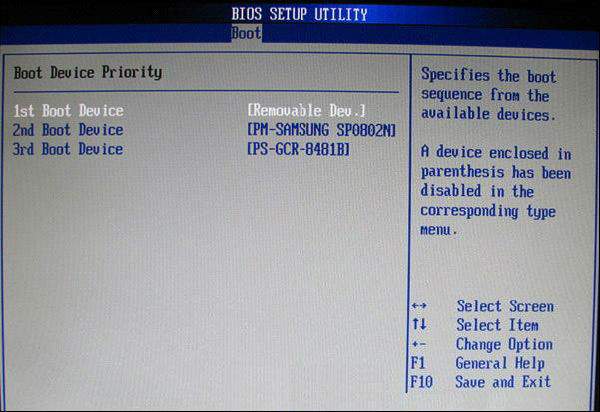 BIOS SETUP UTILITY
Boot
Boot Device Priority
1st Boot Device [Removable Dev.]
2nd Boot Device [PM-SAMSUNG SP0802N]
3rd Boot Device [PS-GCR-8481B]
Specifies the boot
sequence from the
available devices.
A device enclosed in
parenthesis has been
disabled in the
corresponding type
menu.
↔ Select Screen
↑↓ Select Item
+- Change Option
F1 General Help
F10 Save and Exit